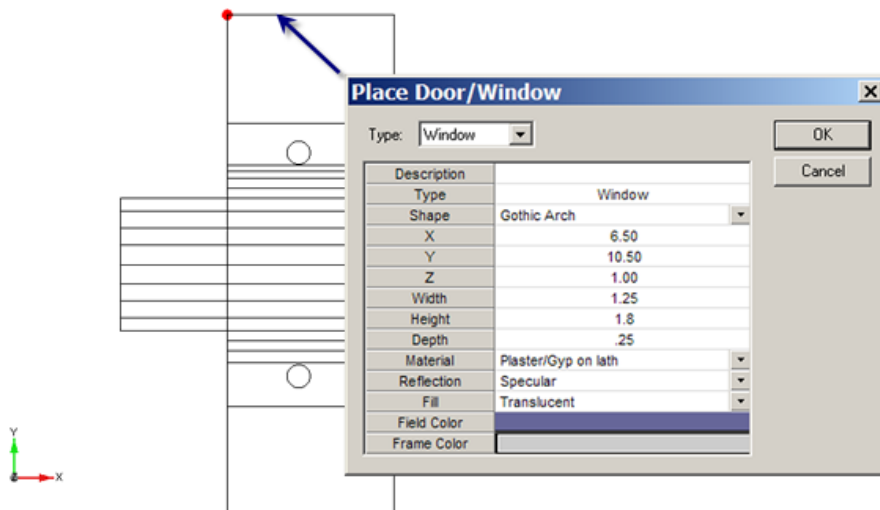 Place Door/Window
Type: Window
OK
Cancel
Description
Type Window
Shape Gothic Arch
X 6.50
Y 10.50
Z 1.00
Width 1.25
Height 1.8
Depth .25
Material Plaster/Gyp on lath
Reflection Specular
Fill Translucent
Field Color
Frame Color
Y
X